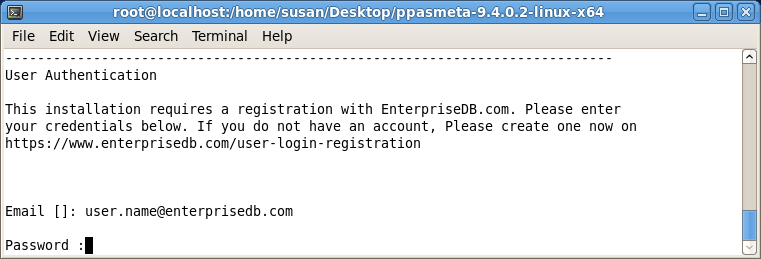 root@localhost:/home/susan/Desktop/ppasmeta-9.4.0.2-linux-x64
File Edit View Search Terminal Help
----------------------------------------------------------------------------
User Authentication
This installation requires a registration with EnterpriseDB.com. Please enter
your credentials below. If you do not have an account, Please create one now on
https://www.enterprisedb.com/user-login-registration
Email []: user.name@enterprisedb.com
Password :